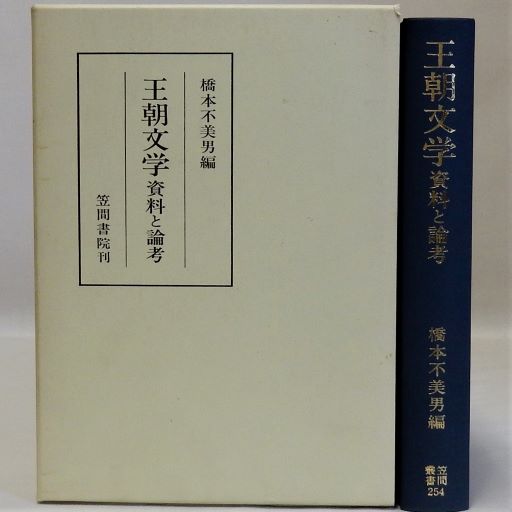 橋本不美男編
王朝文学 資料と論考
笠間書院刊
王朝文学 資料と論考
橋本不美男編
笠間
叢書
254